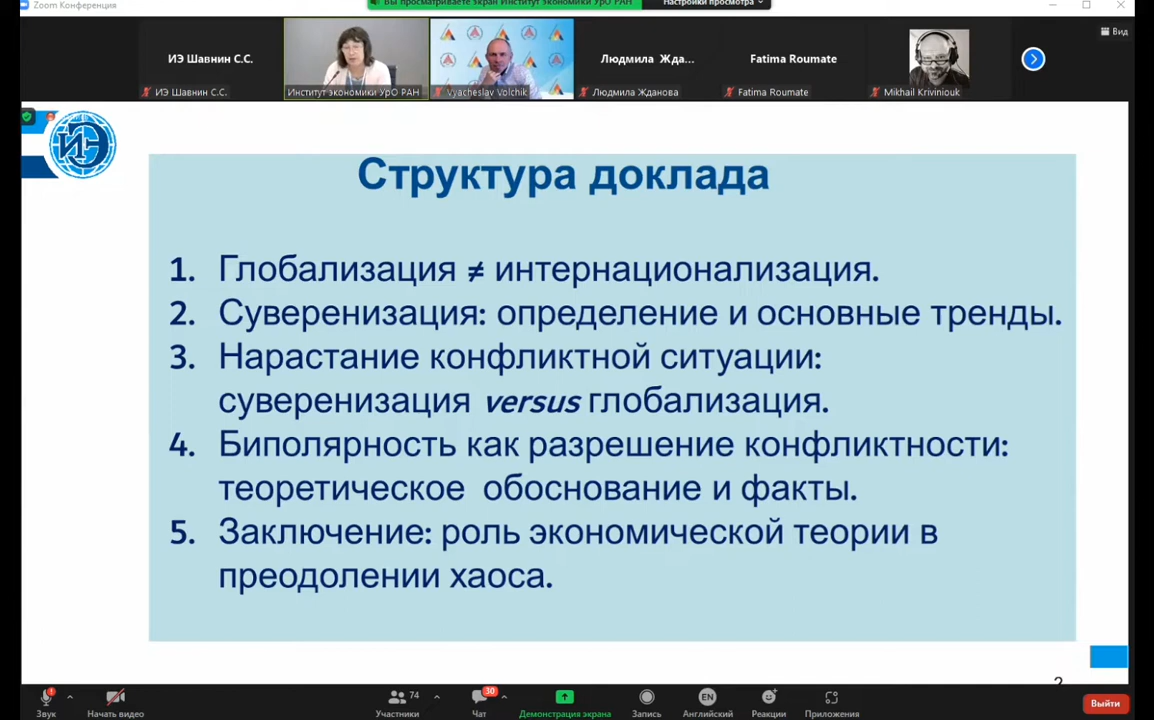 Zoom Конференция
Вы просматриваете экран Институт экономики УрО РАН
Настройки просмотра
Вид
ИЭ Шавнин С.С.
Людмила Жда...
Fatima Roumate
ИЭ Шавнин С.С.
Институт экономики УрО РАН
Vyacheslav Volchik
Людмила Жданова
Fatima Roumate
Mikhail Kriviniouk
ИЭ
Структура доклада
1. Глобализация ≠ интернационализация.
2. Суверенизация: определение и основные тренды.
3. Нарастание конфликтной ситуации:
суверенизация versus глобализация.
4. Биполярность как разрешение конфликтности:
теоретическое обоснование и факты.
5. Заключение: роль экономической теории в
преодолении хаоса.
2
74
30
EN
Звук
Начать видео
Участники
Чат
Демонстрация экрана
Запись
Английский
Реакции
Приложения
Выйти